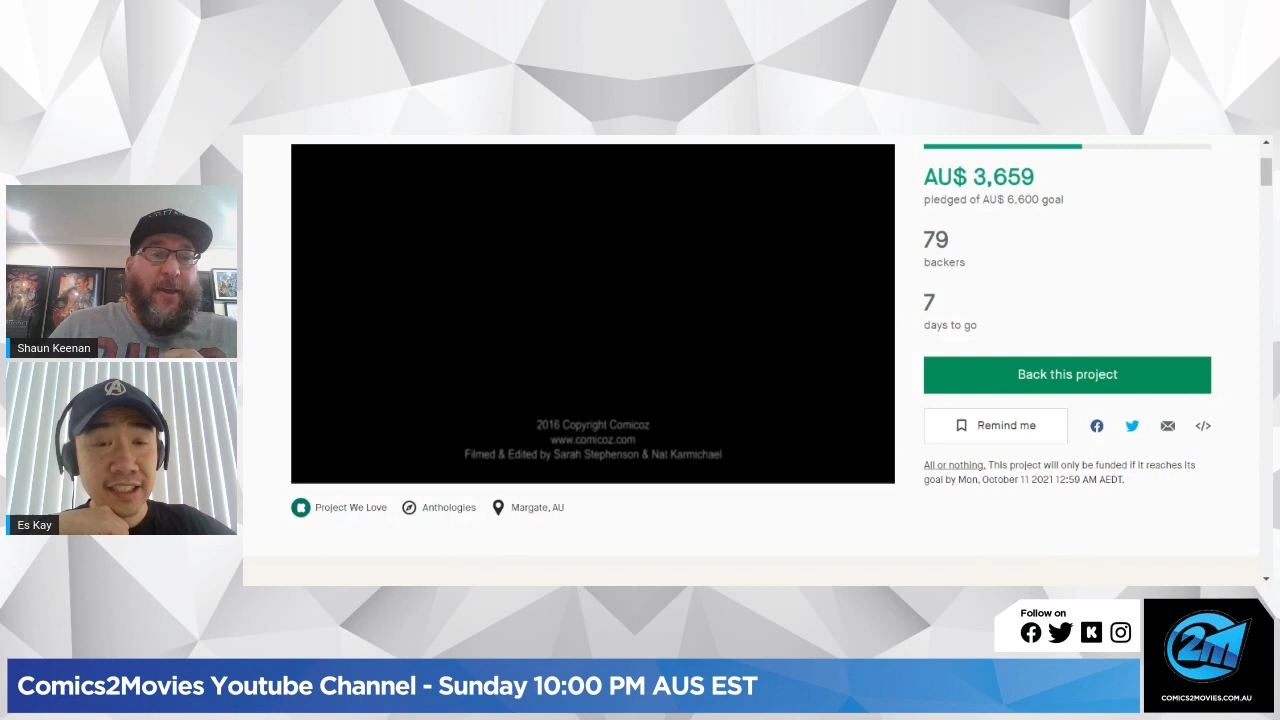 AU$ 3,659
pledged of AU$ 6,600 goal
79
backers
7
days to go
Back this project
Remind me
All or nothing. This project will only be funded if it reaches its
goal by Mon, October 11 2021 12:59 AM AEDT.
2016 Copyright Comicoz
www.comicoz.com
Filmed & Edited by Sarah Stephenson & Nat Karmichael
Project We Love
Anthologies
Margate, AU
Shaun Keenan
Es Kay
Follow on
2M
COMICS2MOVIES.COM.AU
Comics2Movies Youtube Channel - Sunday 10:00 PM AUS EST